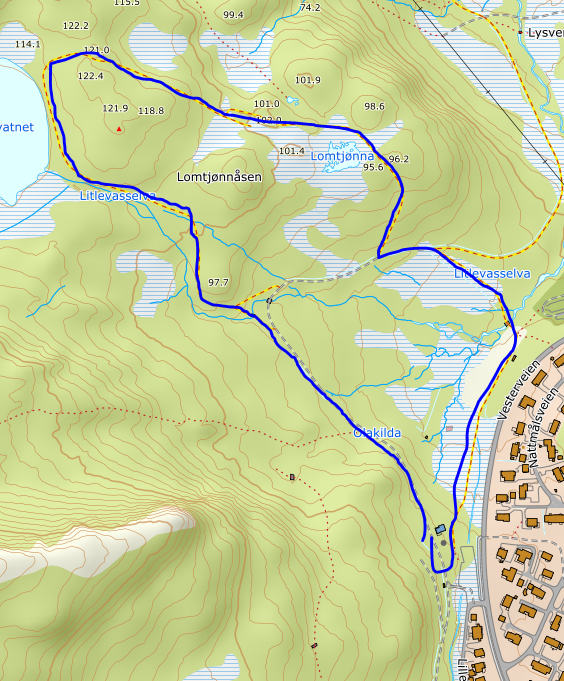 115.5
74.2
99.4
122.2
Lysve
114.1
121.0
122.4
101.9
121.9
118.8
101.0
98.6
102.0
vatnet
101.4
Lomtjønna
96.2
95.6
Lomtjønnåsen
Litlevasselva
Litlevasselva
97.7
Vesterveien
Nattmålsveien
Olakilda
Lille